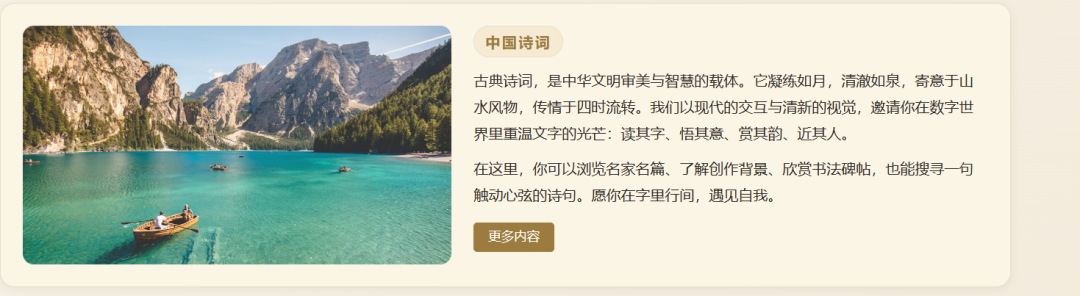 中国诗词
古典诗词，是中华文明审美与智慧的载体。它凝练如月，清澈如泉，寄意于山
水风物，传情于四时流转。我们以现代的交互与清新的视觉，邀请你在数字世
界里重温文字的光芒：读其字、悟其意、赏其韵、近其人。
在这里，你可以浏览名家名篇、了解创作背景、欣赏书法碑帖，也能搜寻一句
触动心弦的诗句。愿你在字里行间，遇见自我。
更多内容